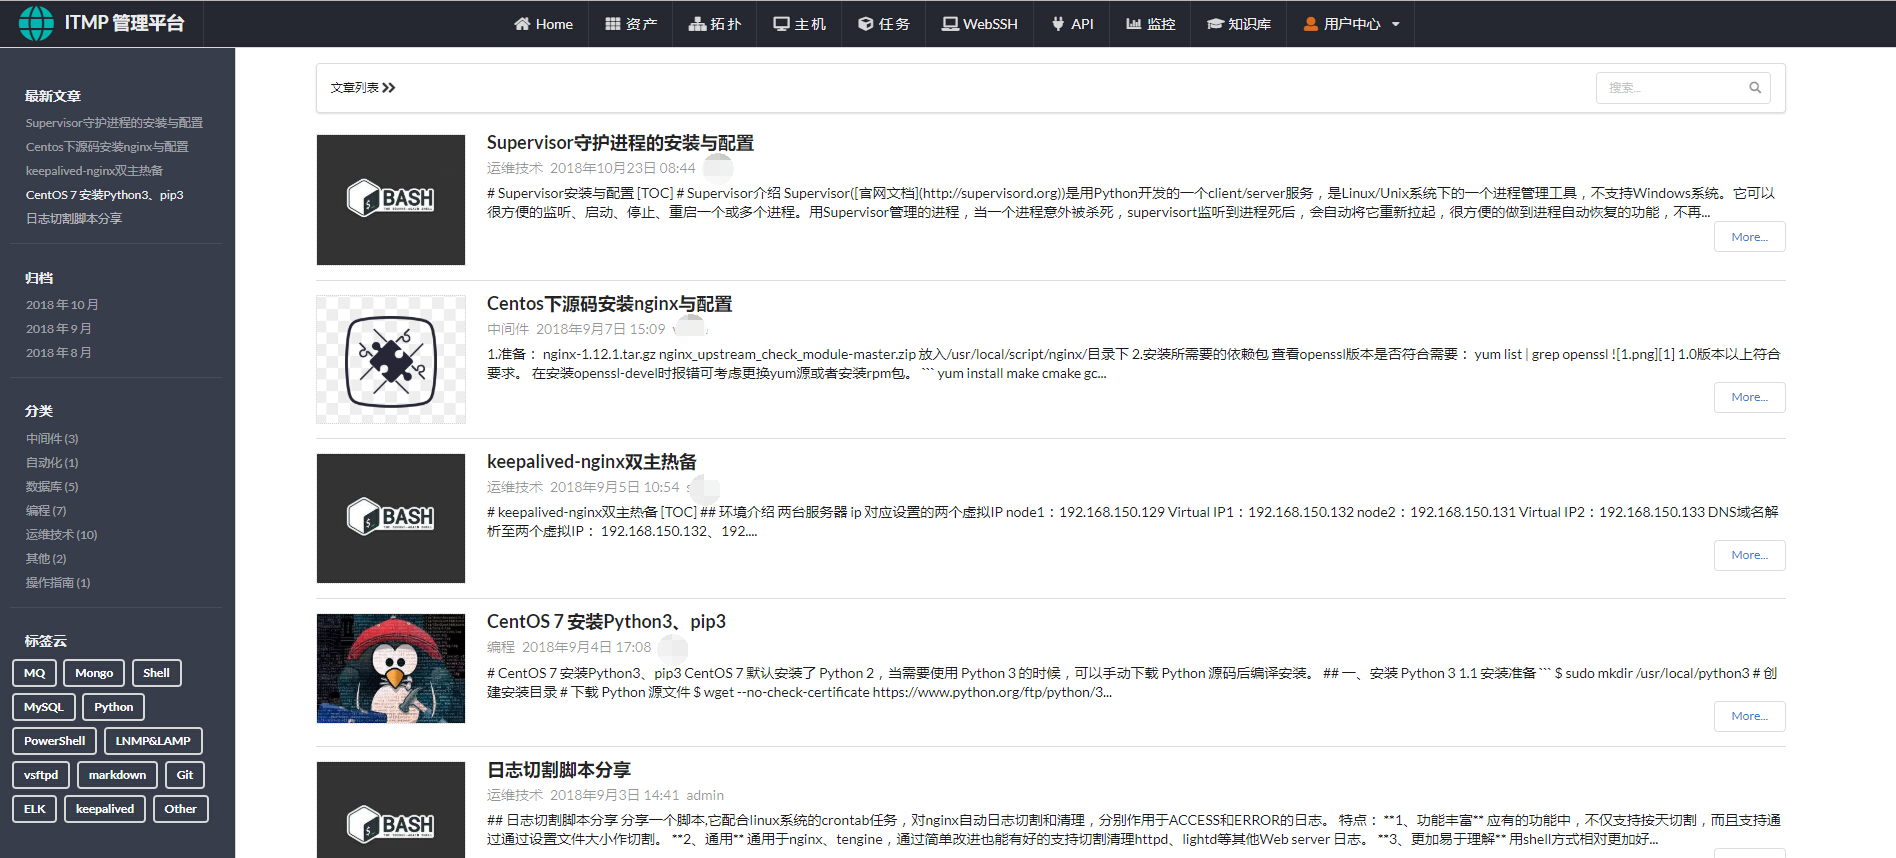 ITMP 管理平台
Home 资产 拓扑 主机 任务 WebSSH API 监控 知识库 用户中心
最新文章
Supervisor守护进程的安装与配置
Centos下源码安装nginx与配置
keepalived-nginx双主热备
CentOS 7 安装Python3、pip3
日志切割脚本分享
归档
2018 年 10 月
2018 年 9 月
2018 年 8 月
分类
中间件 (3)
自动化 (1)
数据库 (5)
编程 (7)
运维技术 (10)
其他 (2)
操作指南 (1)
标签云
MQ Mongo Shell
MySQL Python
PowerShell LNMP&LAMP
vsftpd markdown Git
ELK keepalived Other
文章列表
搜索...
Supervisor守护进程的安装与配置
运维技术 2018年10月23日 08:44
# Supervisor安装与配置 [TOC] # Supervisor介绍 Supervisor([官网文档](http://supervisord.org))是用Python开发的一个client/server服务，是Linux/Unix系统下的一个进程管理工具，不支持Windows系统。它可以
很方便的监听、启动、停止、重启一个或多个进程。用Supervisor管理的进程，当一个进程意外被杀死，supervisort监听到进程死后，会自动将它重新拉起，很方便的做到进程自动恢复的功能，不再...
More...
Centos下源码安装nginx与配置
中间件 2018年9月7日 15:09
1.准备： nginx-1.12.1.tar.gz nginx_upstream_check_module-master.zip 放入/usr/local/script/nginx/目录下 2.安装所需要的依赖包 查看openssl版本是否符合需要： yum list | grep openssl ![1.png][1] 1.0版本以上符合
要求。 在安装openssl-devel时报错可考虑更换yum源或者安装rpm包。 ``` yum install make cmake gc...
More...
keepalived-nginx双主热备
运维技术 2018年9月5日 10:54
# keepalived-nginx双主热备 [TOC] ## 环境介绍 两台服务器 ip 对应设置的两个虚拟IP node1：192.168.150.129 Virtual IP1：192.168.150.132 node2：192.168.150.131 Virtual IP2：192.168.150.133 DNS域名解
析至两个虚拟IP： 192.168.150.132、192....
More...
CentOS 7 安装Python3、pip3
编程 2018年9月4日 17:08
# CentOS 7 安装Python3、pip3 CentOS 7 默认安装了 Python 2，当需要使用 Python 3 的时候，可以手动下载 Python 源码后编译安装。 ## 一、安装 Python 3 1.1 安装准备 ``` $ sudo mkdir /usr/local/python3 # 创
建安装目录 # 下载 Python 源文件 $ wget --no-check-certificate https://www.python.org/ftp/python/3...
More...
日志切割脚本分享
运维技术 2018年9月3日 14:41 admin
## 日志切割脚本分享 分享一个脚本,它配合linux系统的crontab任务，对nginx自动日志切割和清理，分别作用于ACCESS和ERROR的日志。 特点： **1、功能丰富** 应有的功能中，不仅支持按天切割，而且支持通
过通过设置文件大小作切割。 **2、通用** 通用于nginx、tengine，通过简单改进也能有好的支持切割清理httpd、lightd等其他Web server 日志。 **3、更加易于理解** 用shell方式相对更加好...
BASH
BASH
BASH